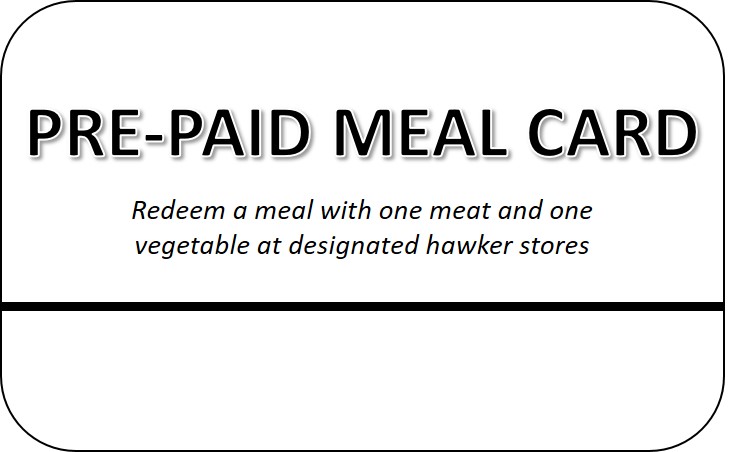 PRE-PAID MEAL CARD
Redeem a meal with one meat and one
vegetable at designated hawker stores